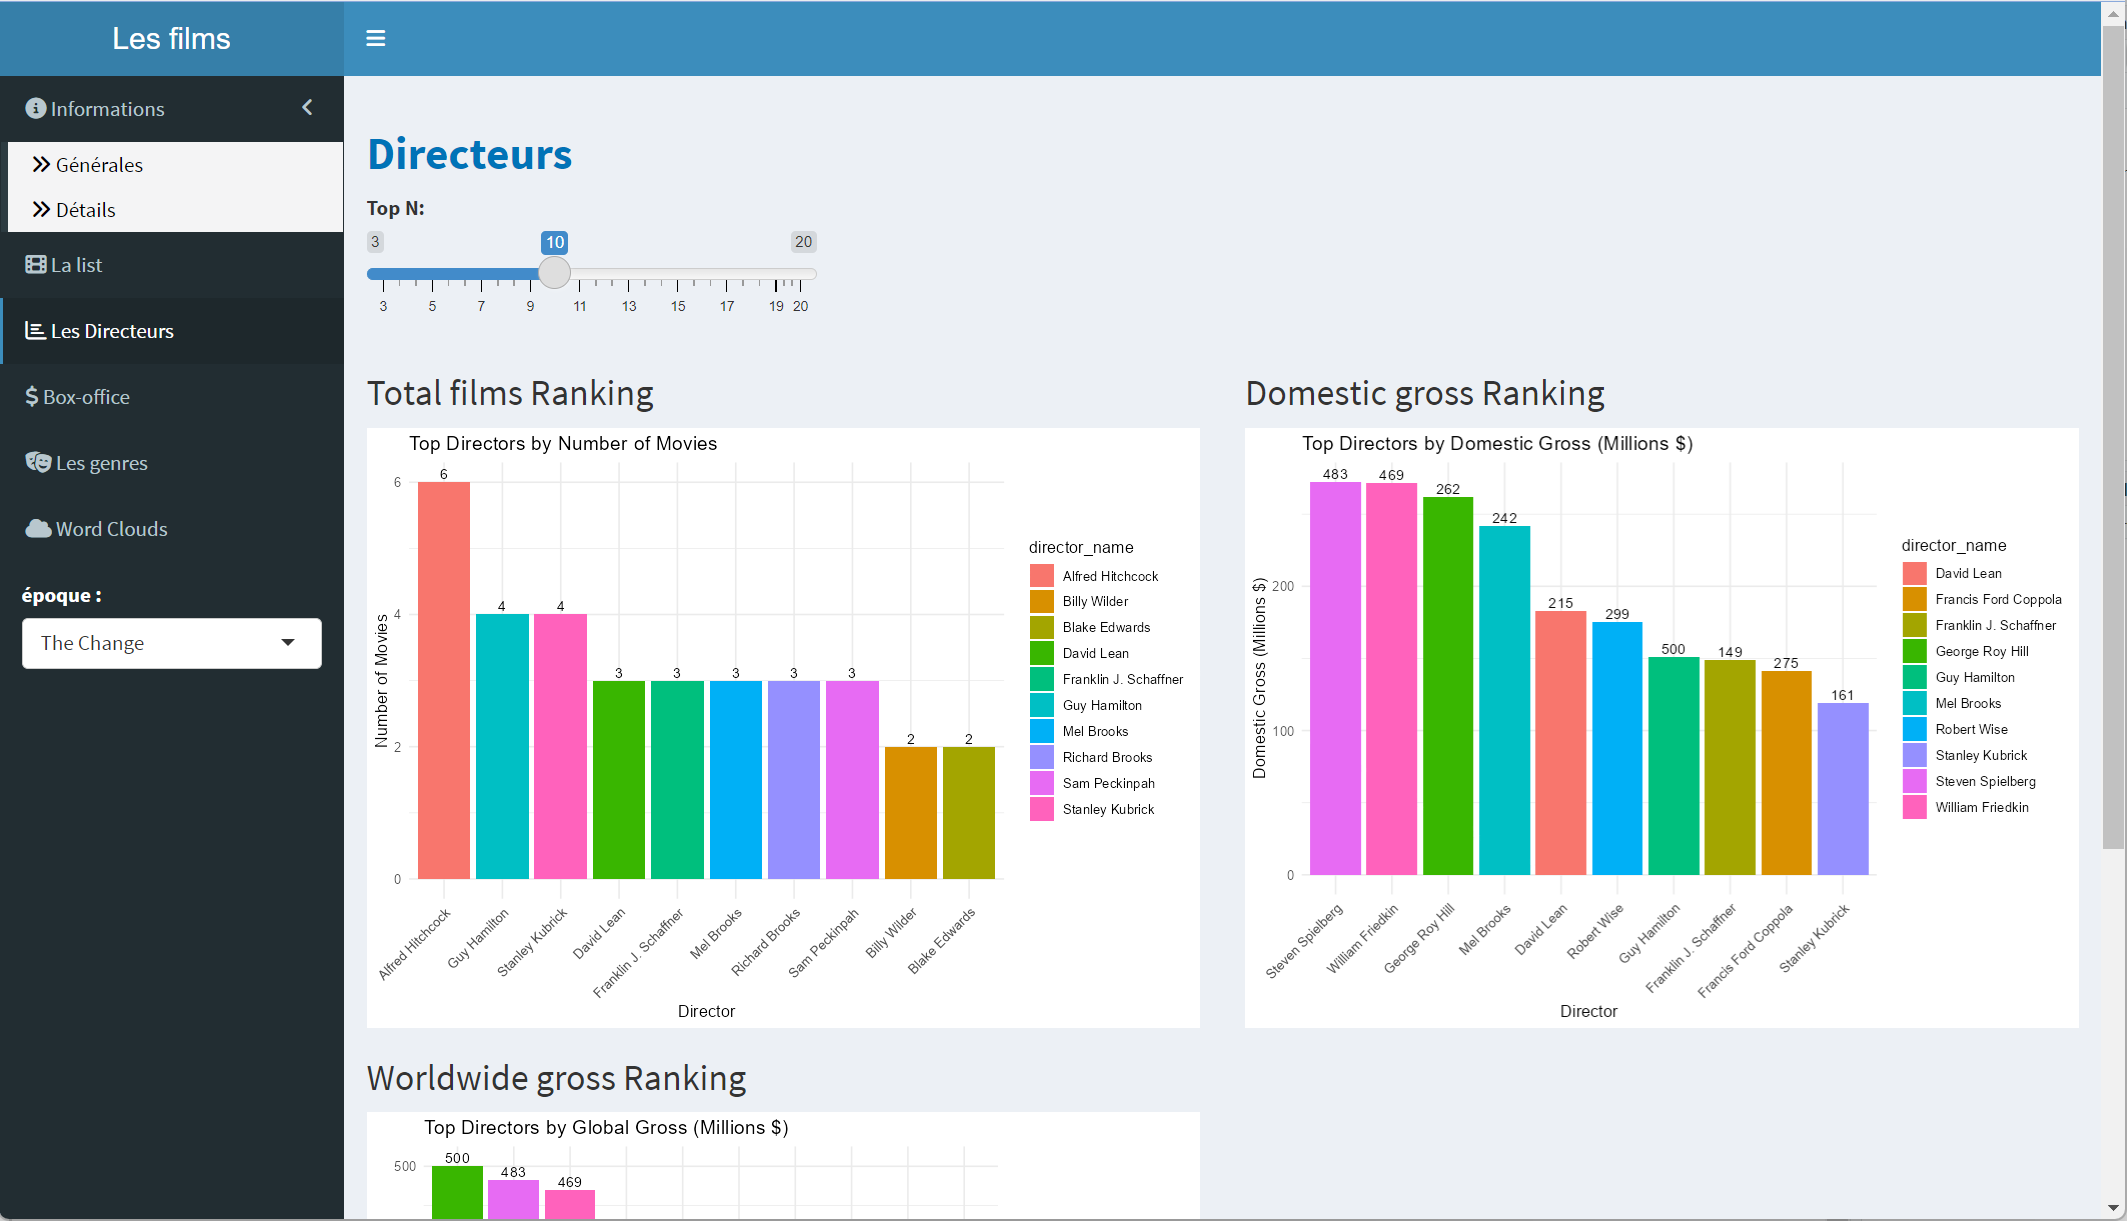 Les films
Informations
Générales
Détails
La list
Les Directeurs
$ Box-office
Les genres
Word Clouds
époque :
The Change
Directeurs
Top N:
3 10 20
3 5 7 9 11 13 15 17 19 20
Total films Ranking
Top Directors by Number of Movies
Number of Movies
6
4
2
0
6 4 4 3 3 3 3 3 2 2
Alfred Hitchcock
Guy Hamilton
Stanley Kubrick
David Lean
Franklin J. Schaffner
Mel Brooks
Richard Brooks
Sam Peckinpah
Billy Wilder
Blake Edwards
Director
director_name
Alfred Hitchcock
Billy Wilder
Blake Edwards
David Lean
Franklin J. Schaffner
Guy Hamilton
Mel Brooks
Richard Brooks
Sam Peckinpah
Stanley Kubrick
Domestic gross Ranking
Top Directors by Domestic Gross (Millions $)
Domestic Gross (Millions $)
200
100
0
483 469 262 242 215 299 500 149 275 161
Steven Spielberg
William Friedkin
George Roy Hill
Mel Brooks
David Lean
Robert Wise
Guy Hamilton
Franklin J. Schaffner
Francis Ford Coppola
Stanley Kubrick
Director
director_name
David Lean
Francis Ford Coppola
Franklin J. Schaffner
George Roy Hill
Guy Hamilton
Mel Brooks
Robert Wise
Stanley Kubrick
Steven Spielberg
William Friedkin
Worldwide gross Ranking
Top Directors by Global Gross (Millions $)
500
500 483 469